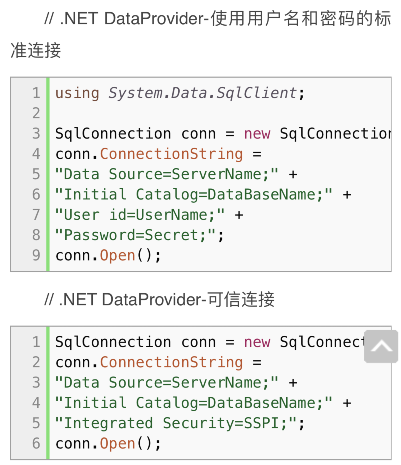 // .NET DataProvider-使用用户名和密码的标
准连接
1 using System.Data.SqlClient;
2
3 SqlConnection conn = new SqlConnection
4 conn.ConnectionString =
5 "Data Source=ServerName;" +
6 "Initial Catalog=DataBaseName;" +
7 "User id=UserName;" +
8 "Password=Secret;";
9 conn.Open();
// .NET DataProvider-可信连接
1 SqlConnection conn = new SqlConnect
2 conn.ConnectionString =
3 "Data Source=ServerName;" +
4 "Initial Catalog=DataBaseName;" +
5 "Integrated Security=SSPI;";
6 conn.Open();